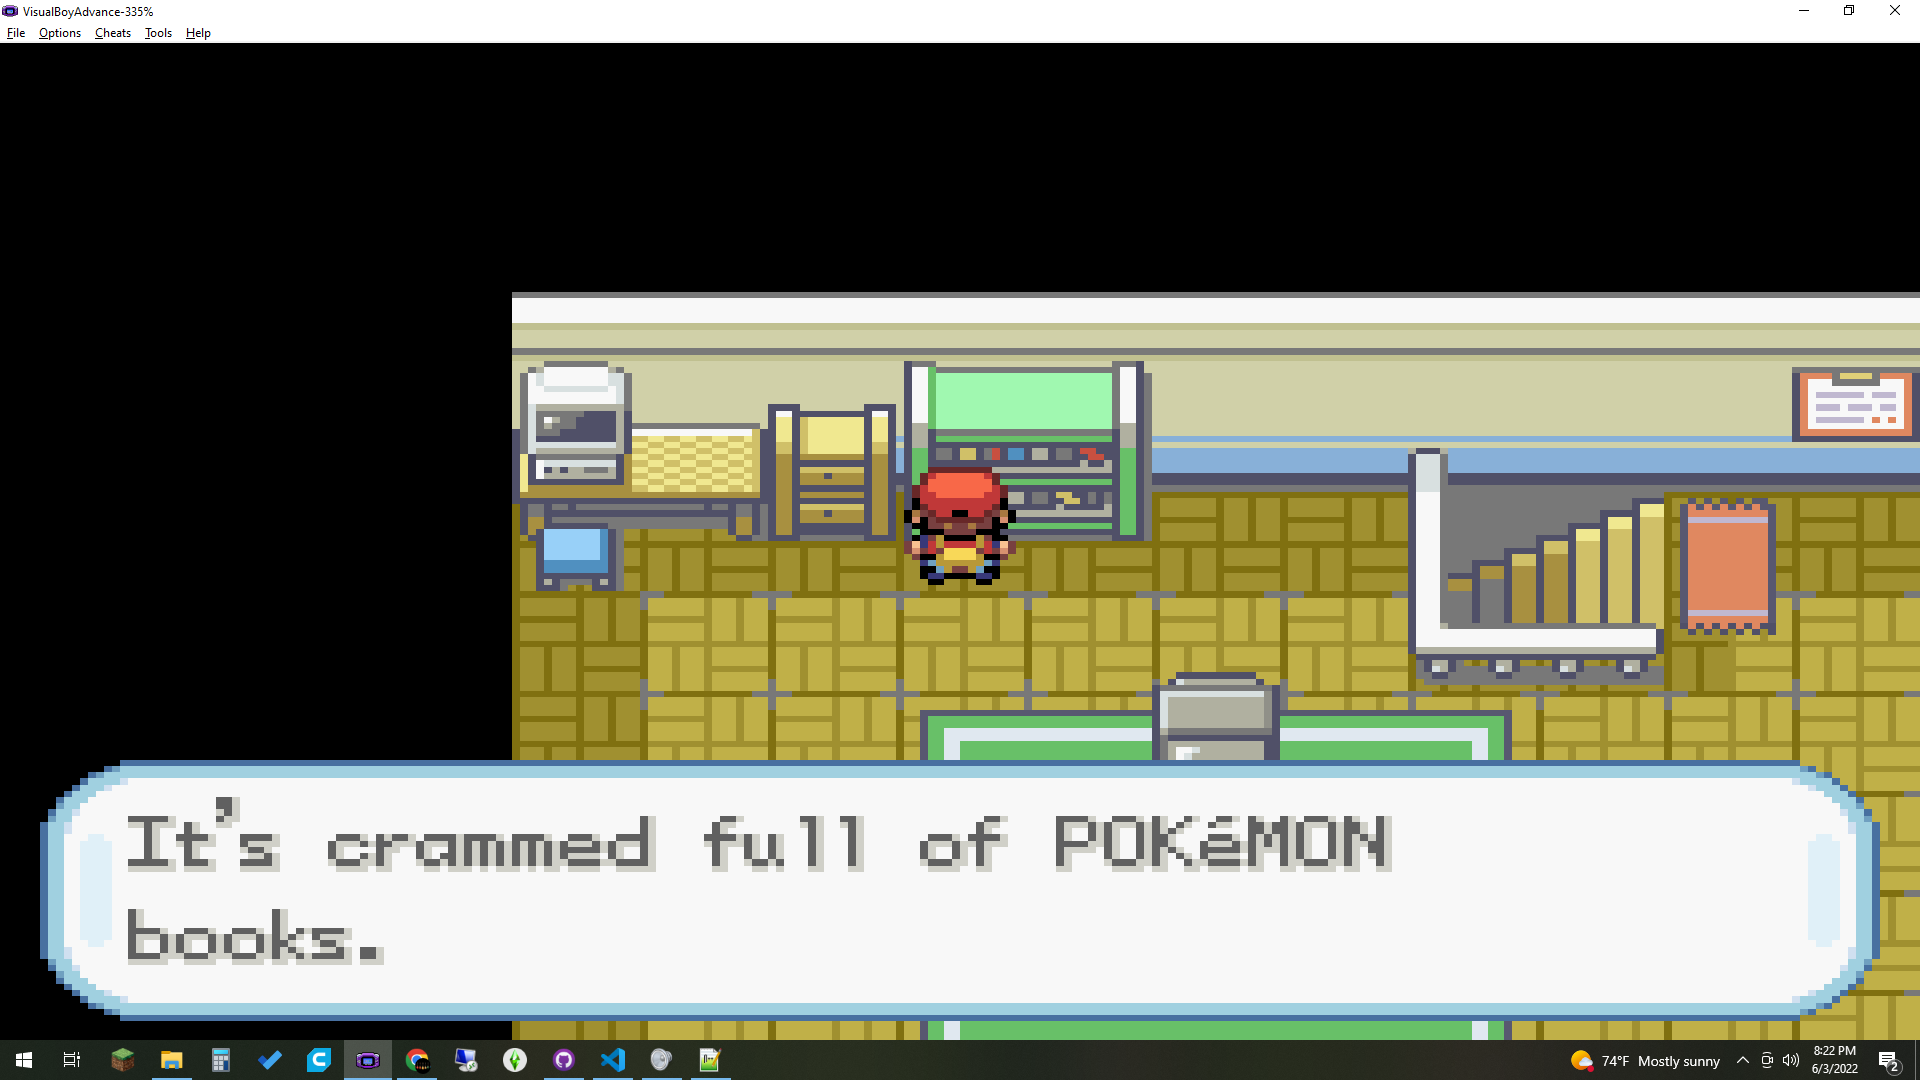 VisualBoyAdvance-335%
File Options Cheats Tools Help
It's crammed full of POKéMON
books.
74°F Mostly sunny
8:22 PM
6/3/2022
2